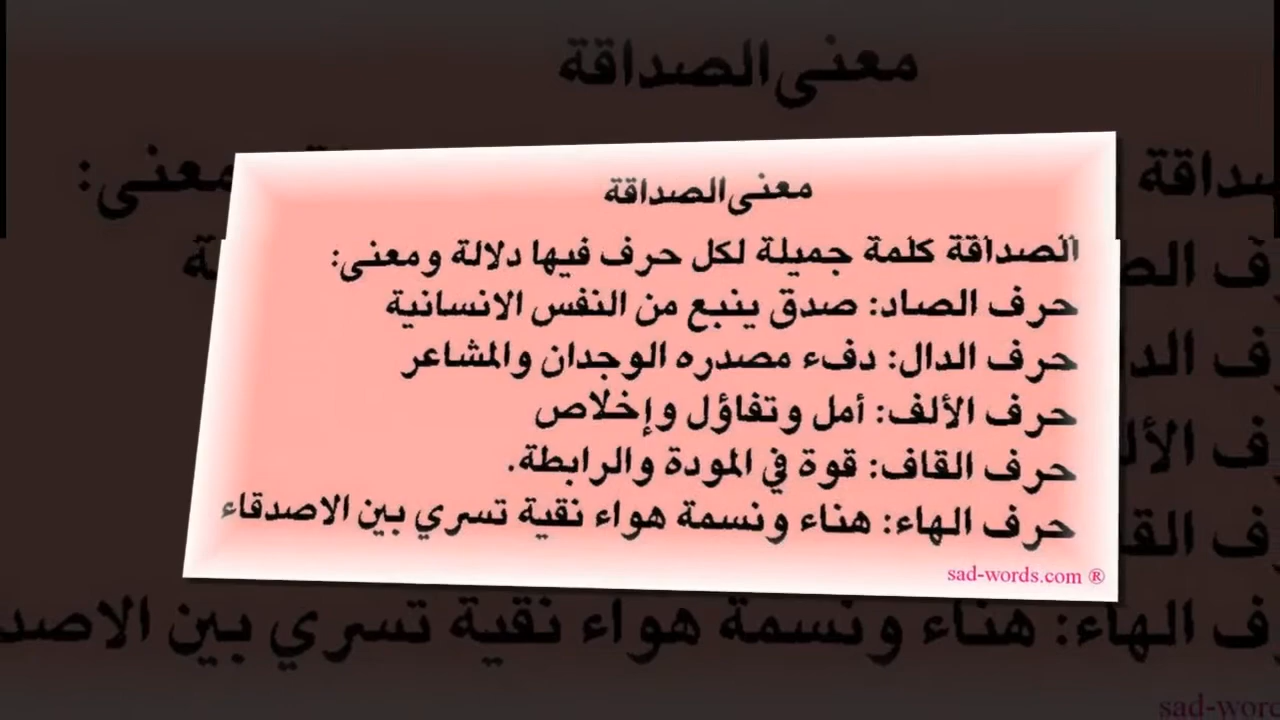 معنى الصداقة
الصداقة كلمة جميلة لكل حرف فيها دلالة ومعنى:
حرف الصاد: صدق ينبع من النفس الانسانية
حرف الدال: دفء مصدره الوجدان والمشاعر
حرف الألف: أمل وتفاؤل وإخلاص
حرف القاف: قوة في المودة والرابطة.
حرف الهاء: هناء ونسمة هواء نقية تسري بين الاصدقاء
sad-words.com ®